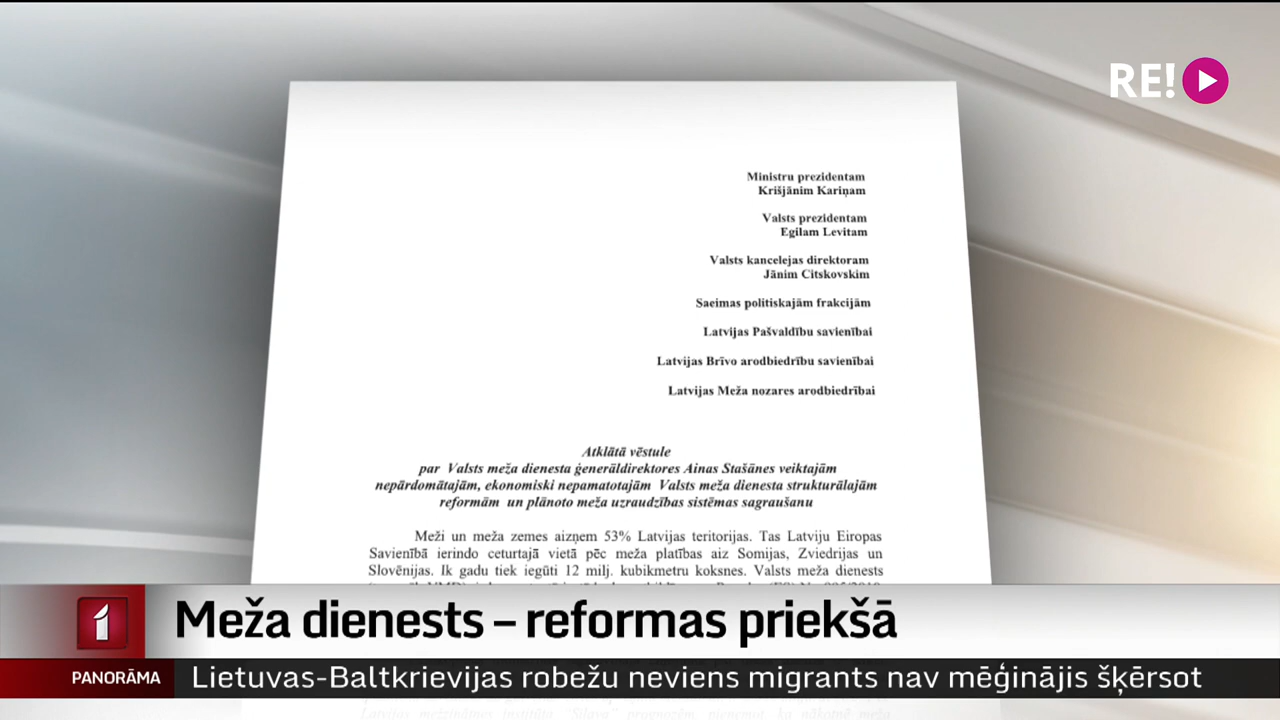 RE!
Ministru prezidentam
Krišjānim Kariņam
Valsts prezidentam
Egilam Levitam
Valsts kancelejas direktoram
Jānim Citskovskim
Saeimas politiskajām frakcijām
Latvijas Pašvaldību savienībai
Latvijas Brīvo arodbiedrību savienībai
Latvijas Meža nozares arodbiedrībai
Atklātā vēstule
par Valsts meža dienesta ģenerāldirektores Ainas Stašānes veiktajām
nepārdomātajām, ekonomiski nepamatotajām Valsts meža dienesta strukturālajām
reformām un plānoto meža uzraudzības sistēmas sagraušanu
Meži un meža zemes aizņem 53% Latvijas teritorijas. Tas Latviju Eiropas
Savienībā ierindo ceturtajā vietā pēc meža platības aiz Somijas, Zviedrijas un
Slovēnijas. Ik gadu tiek iegūti 12 milj. kubikmetru koksnes. Valsts meža dienests
1
Meža dienests – reformas priekšā
PANORĀMA
Lietuvas-Baltkrievijas robežu neviens migrants nav mēģinājis šķērsot